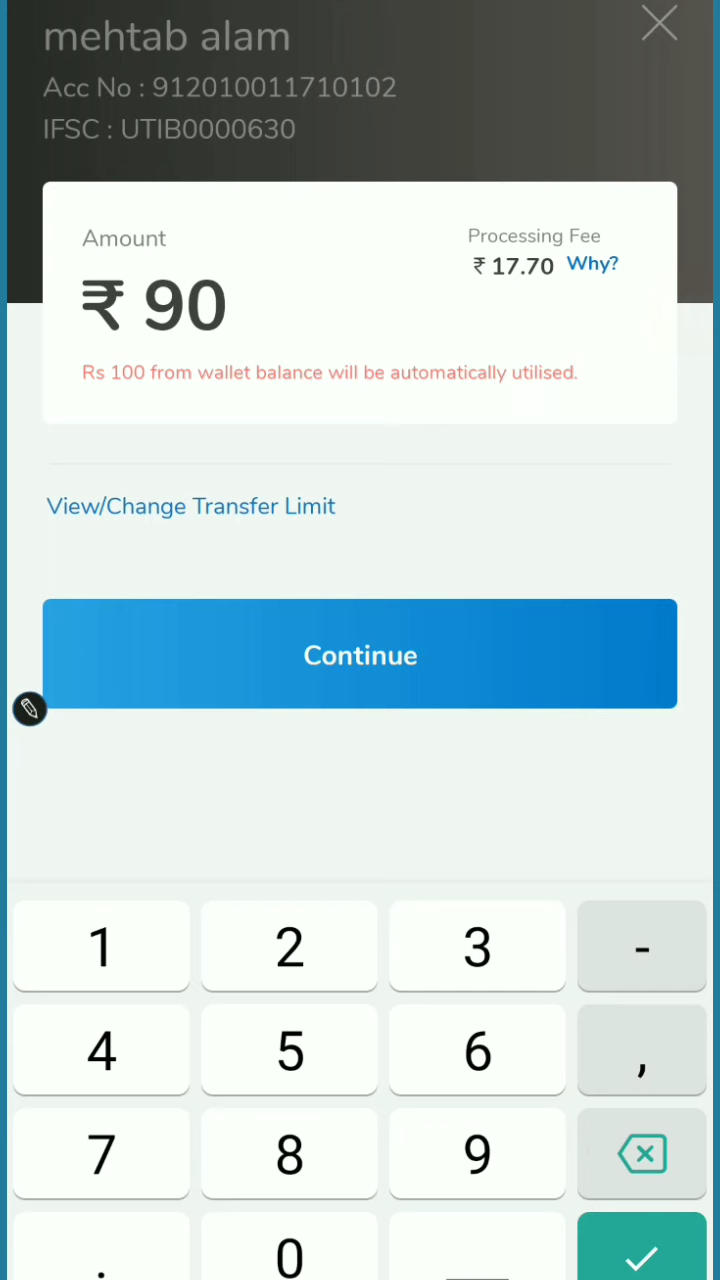 mehtab alam
Acc No : 912010011710102
IFSC : UTIB0000630
Amount
Processing Fee
₹ 17.70 Why?
₹ 90
Rs 100 from wallet balance will be automatically utilised.
View/Change Transfer Limit
Continue
1 2 3 -
4 5 6 ,
7 8 9
. 0